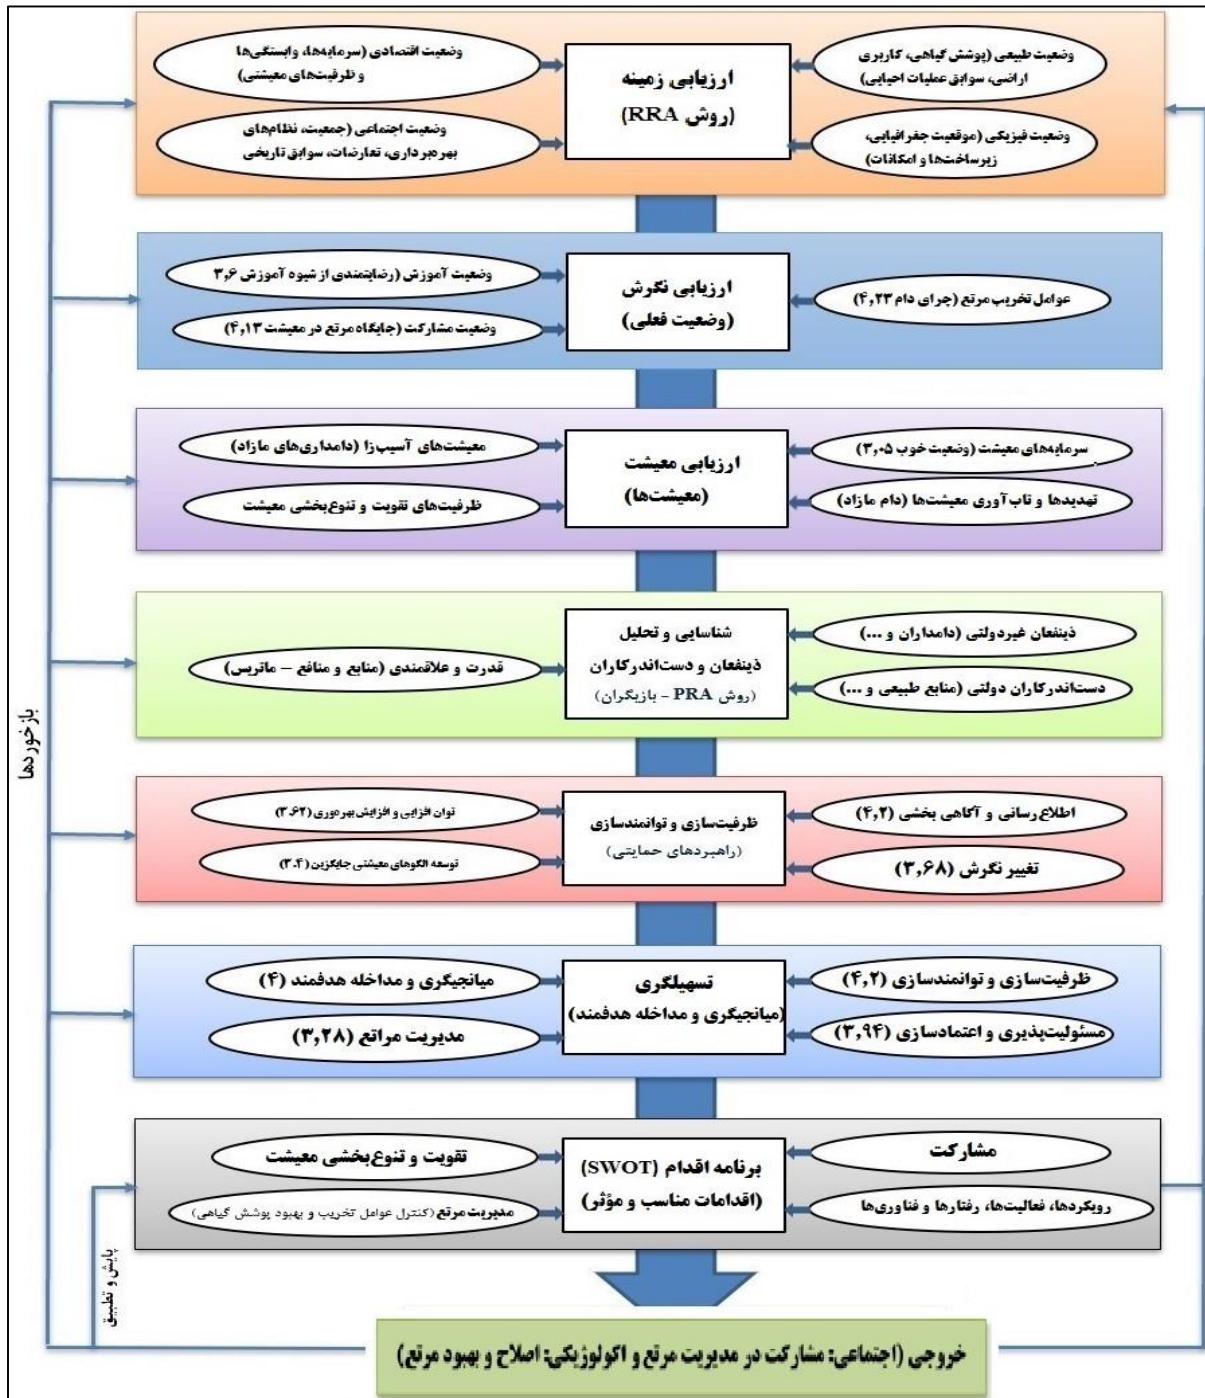 وضعیت طبیعی (پوشش گیاهی، کاربری
اراضی، سوابق عملیات احیایی)
وضعیت فیزیکی (موقعیت جغرافیایی،
زیرساخت‌ها و امکانات)
ارزیابی زمینه
(روش RRA)
وضعیت اقتصادی (سرمایه‌ها، وابستگی‌ها
و ظرفیت‌های معیشتی)
وضعیت اجتماعی (جمعیت، نظام‌های
بهره‌برداری، تعارضات، سوابق تاریخی
عوامل تخریب مرتع (چرای دام ۴,۲۳)
ارزیابی نگرش
(وضعیت فعلی)
وضعیت آموزش (رضایتمندی از شیوه آموزش ۳,۶
وضعیت مشارکت (جایگاه مرتع در معیشت ۴,۱۳)
سرمایه‌های معیشت (وضعیت خوب ۳,۰۵)
تهدیدها و تاب‌آوری معیشت‌ها (دام مازاد)
ارزیابی معیشت
(معیشت‌ها)
معیشت‌های آسیب‌زا (دامداری‌های مازاد)
ظرفیت‌های تقویت و تنوع‌بخشی معیشت
ذینفعان غیردولتی (دامداران و ...)
دست‌اندرکاران دولتی (منابع طبیعی و ...)
شناسایی و تحلیل
ذینفعان و دست‌اندرکاران
(روش PRA - بازیگران)
قدرت و علاقمندی (منابع و منافع – ماتریس)
اطلاع‌رسانی و آگاهی بخشی (۴,۲)
تغییر نگرش (۳,۶۸)
ظرفیت‌سازی و توانمندسازی
(راهبردهای حمایتی)
توان افزایی و افزایش بهره‌وری (۳.۶۲)
توسعه الگوهای معیشتی جایگزین (۳.۴)
ظرفیت‌سازی و توانمندسازی (۴,۲)
مسئولیت‌پذیری و اعتمادسازی (۳,۹۴)
تسهیلگری
(میانجیگری و مداخله هدفمند)
میانجیگری و مداخله هدفمند (۴)
مدیریت مراتع (۳,۲۸)
مشارکت
رویکردها، فعالیت‌ها، رفتارها و فناوری‌ها
برنامه اقدام (SWOT)
(اقدامات مناسب و مؤثر)
تقویت و تنوع‌بخشی معیشت
مدیریت مرتع (کنترل عوامل تخریب و بهبود پوشش گیاهی)
بازخوردها
پایش و تطبیق
خروجی (اجتماعی: مشارکت در مدیریت مرتع و اکولوژیکی: اصلاح و بهبود مرتع)